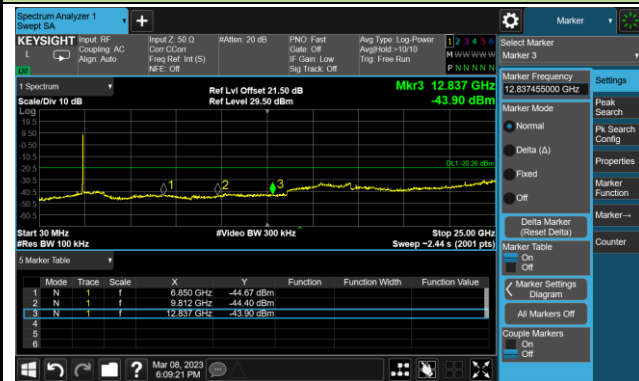 Spectrum Analyzer 1
Swept SA
Marker
KEYSIGHT
L
Input: RF
Coupling: AC
Align: Auto
Input Z: 50 Ω
Corr CCorr
Freq Ref: Int (S)
NFE: Off
#Atten: 20 dB
PNO: Fast
Gate: Off
IF Gain: Low
Sig Track: Off
Avg Type: Log-Power
Avg|Hold:>10/10
Trig: Free Run
1 2 3 4 5 6
M W W W W W
P N N N N N
1 Spectrum
Scale/Div 10 dB
Ref Lvl Offset 21.50 dB
Ref Level 29.50 dBm
Mkr3 12.837 GHz
-43.90 dBm
Log
19.5
9.50
-0.50
-10.5
-20.5
-30.5
-40.5
-50.5
-60.5
DL1 -20.26 dBm
1
2
3
Start 30 MHz
#Res BW 100 kHz
#Video BW 300 kHz
Stop 25.00 GHz
Sweep ~2.44 s (2001 pts)
5 Marker Table
Mode Trace Scale X Y Function Function Width Function Value
1 N 1 f 6.850 GHz -44.67 dBm
2 N 1 f 9.812 GHz -44.40 dBm
3 N 1 f 12.837 GHz -43.90 dBm
4
5
6
Mar 08, 2023
6:09:21 PM
Select Marker
Marker 3
Marker Frequency
12.837455000 GHz
Marker Mode
Normal
Delta (Δ)
Fixed
Off
Delta Marker
(Reset Delta)
Marker Table
On
Off
Marker Settings
Diagram
All Markers Off
Couple Markers
On
Off
Settings
Peak
Search
Pk Search
Config
Properties
Marker
Function
Marker→
Counter